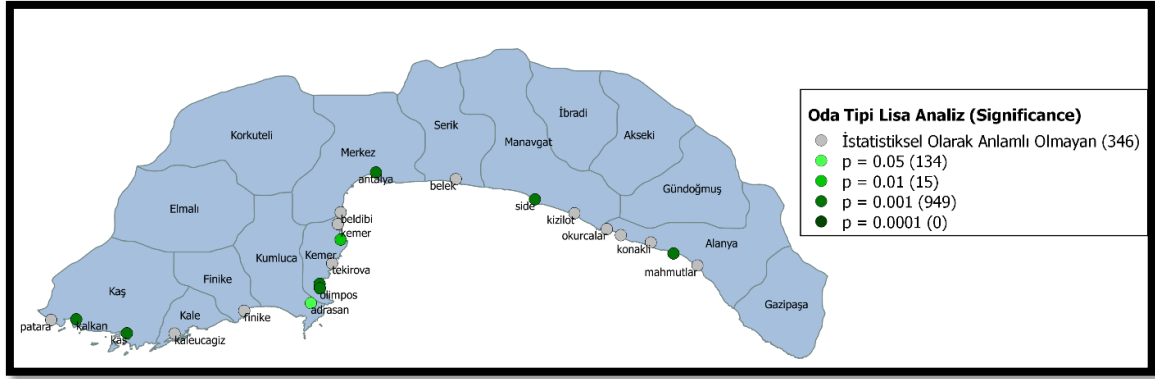 Oda Tipi Lisa Analiz (Significance)
İstatistiksel Olarak Anlamlı Olmayan (346)
p = 0.05 (134)
p = 0.01 (15)
p = 0.001 (949)
p = 0.0001 (0)
İbradi
Serik
Akseki
Korkuteli
Manavgat
Merkez
antalya
belek
Gündoğmuş
Elmalı
side
beldibi
kızılot
kemer
okurcalar
konaklı
Alanya
Kumluca
Kemer
tekirova
mahmutlar
Finike
Kaş
olimpos
Gazipaşa
adrasan
Kale
finike
patara
kalkan
kaş
kaleucagiz